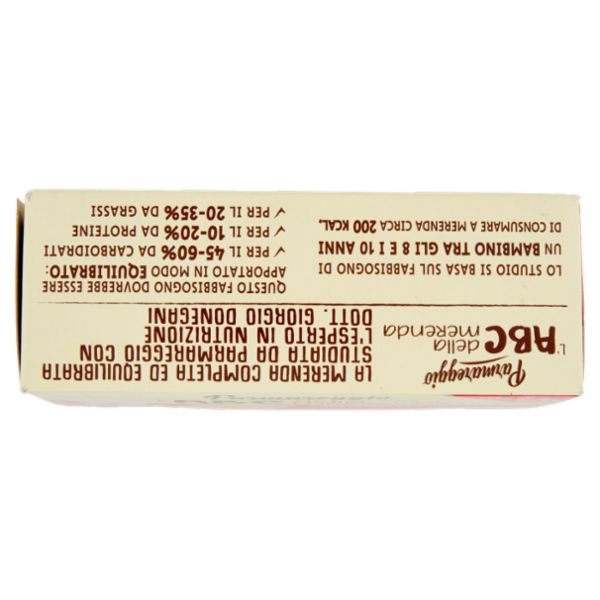 Parmareggio
L'ABC
della
merenda
LA MERENDA COMPLETA ED EQUILIBRATA
STUDIATA DA PARMAREGGIO CON
L'ESPERTO IN NUTRIZIONE
DOTT. GIORGIO DONEGANI
LO STUDIO SI BASA SUL FABBISOGNO DI
UN BAMBINO TRA GLI 8 E I 10 ANNI
DI CONSUMARE A MERENDA CIRCA 200 KCAL.
QUESTO FABBISOGNO DOVREBBE ESSERE
APPORTATO IN MODO EQUILIBRATO:
✓ PER IL 45-60% DA CARBOIDRATI
✓ PER IL 10-20% DA PROTEINE
✓ PER IL 20-35% DA GRASSI